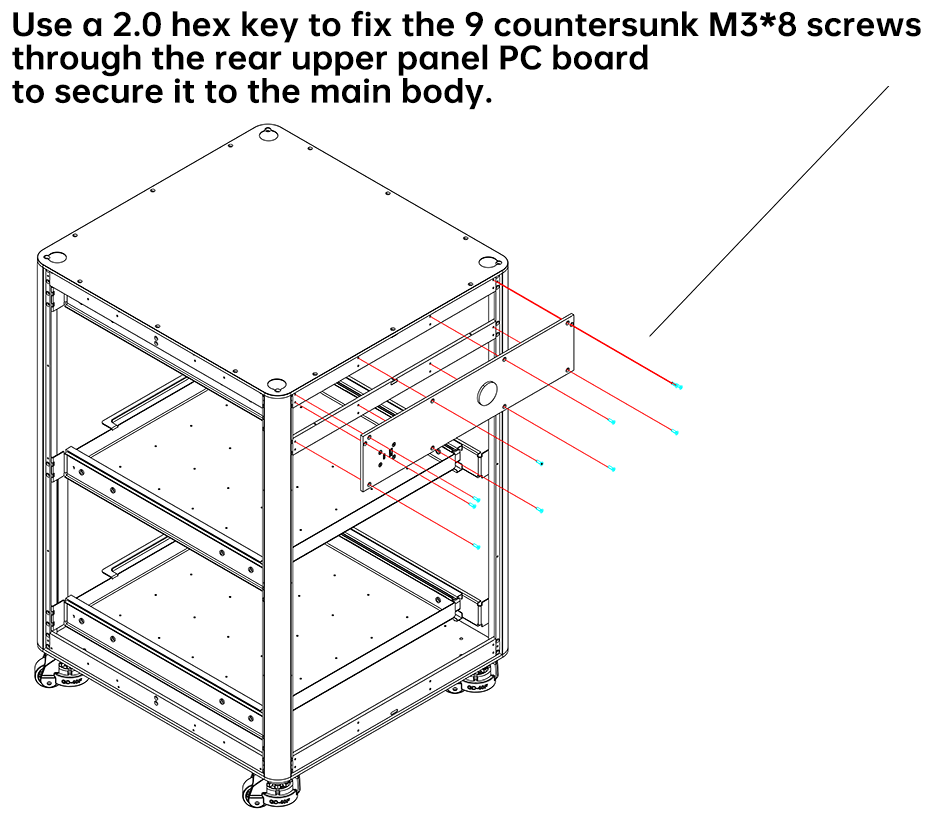 Use a 2.0 hex key to fix the 9 countersunk M3*8 screws
through the rear upper panel PC board
to secure it to the main body.